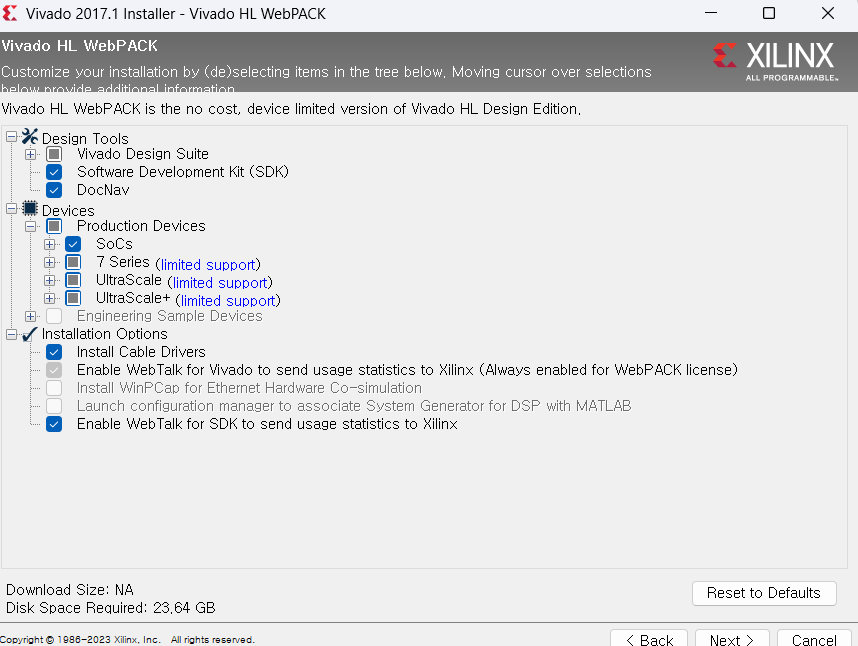 Vivado 2017.1 Installer - Vivado HL WebPACK
Vivado HL WebPACK
Customize your installation by (de)selecting items in the tree below. Moving cursor over selections
below provide additional information.
XILINX
ALL PROGRAMMABLE™
Vivado HL WebPACK is the no cost, device limited version of Vivado HL Design Edition.
Design Tools
Vivado Design Suite
Software Development Kit (SDK)
DocNav
Devices
Production Devices
SoCs
7 Series (limited support)
UltraScale (limited support)
UltraScale+ (limited support)
Engineering Sample Devices
Installation Options
Install Cable Drivers
Enable WebTalk for Vivado to send usage statistics to Xilinx (Always enabled for WebPACK license)
Install WinPCap for Ethernet Hardware Co-simulation
Launch configuration manager to associate System Generator for DSP with MATLAB
Enable WebTalk for SDK to send usage statistics to Xilinx
Download Size: NA
Disk Space Required: 23.64 GB
Reset to Defaults
Copyright © 1986-2023 Xilinx, Inc. All rights reserved.
< Back
Next >
Cancel